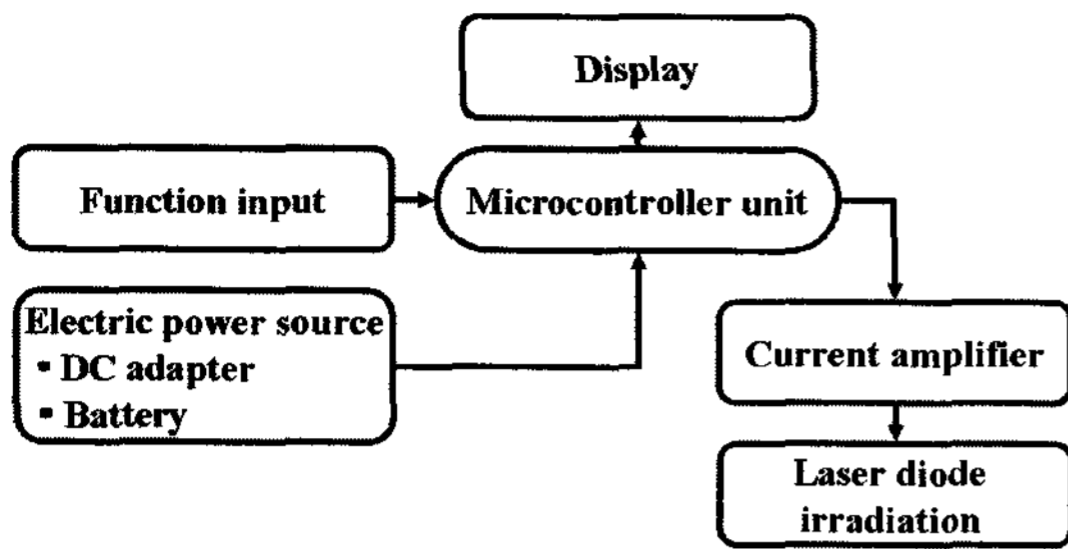 Display
Function input
Microcontroller unit
Electric power source
▪ DC adapter
▪ Battery
Current amplifier
Laser diode
irradiation